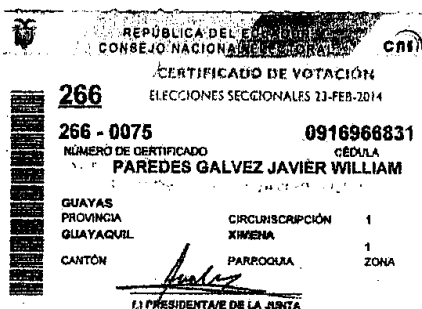 REPÚBLICA DEL ECUADOR
CONSEJO NACIONAL ELECTORAL
cne
CERTIFICADO DE VOTACIÓN
266
ELECCIONES SECCIONALES 23-FEB-2014
266 - 0075
0916966831
NÚMERO DE CERTIFICADO
CÉDULA
PAREDES GALVEZ JAVIER WILLIAM
GUAYAS
PROVINCIA
CIRCUNSCRIPCIÓN
1
GUAYAQUIL
XIMENA
1
CANTÓN
PARROQUIA
ZONA
f.) PRESIDENTA/E DE LA JUNTA